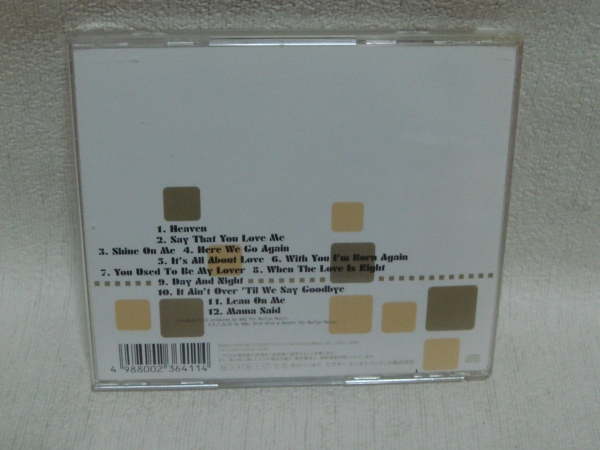 1. Heaven
2. Say That You Love Me
3. Shine On Me 4. Here We Go Again
5. It's All About Love 6. With You I'm Born Again
7. You Used To Be My Lover 8. When The Love Is Right
9. Day And Night
10. It Ain't Over 'Til We Say Goodbye
11. Lean On Me
12. Mama Said
4 988002 364114